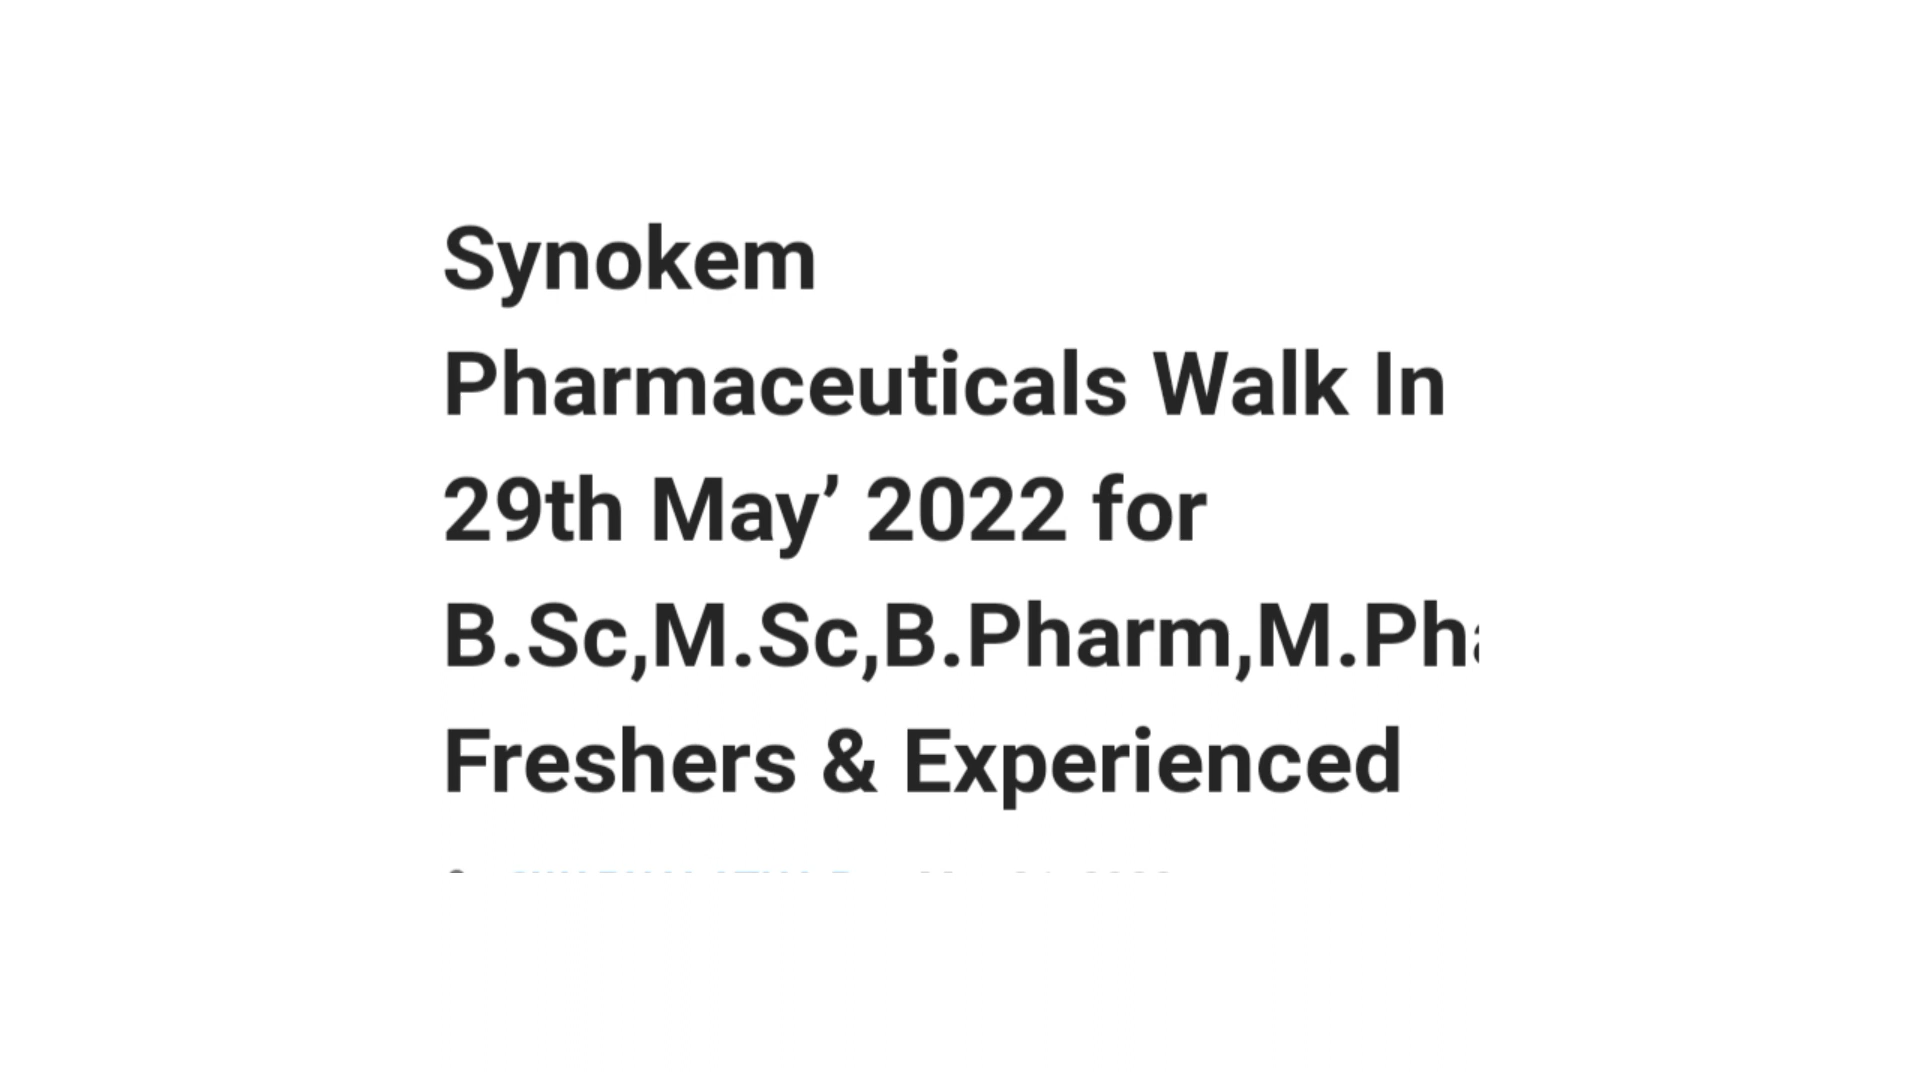 Synokem
Pharmaceuticals Walk In
29th May’ 2022 for
B.Sc,M.Sc,B.Pharm,M.Ph
Freshers & Experienced